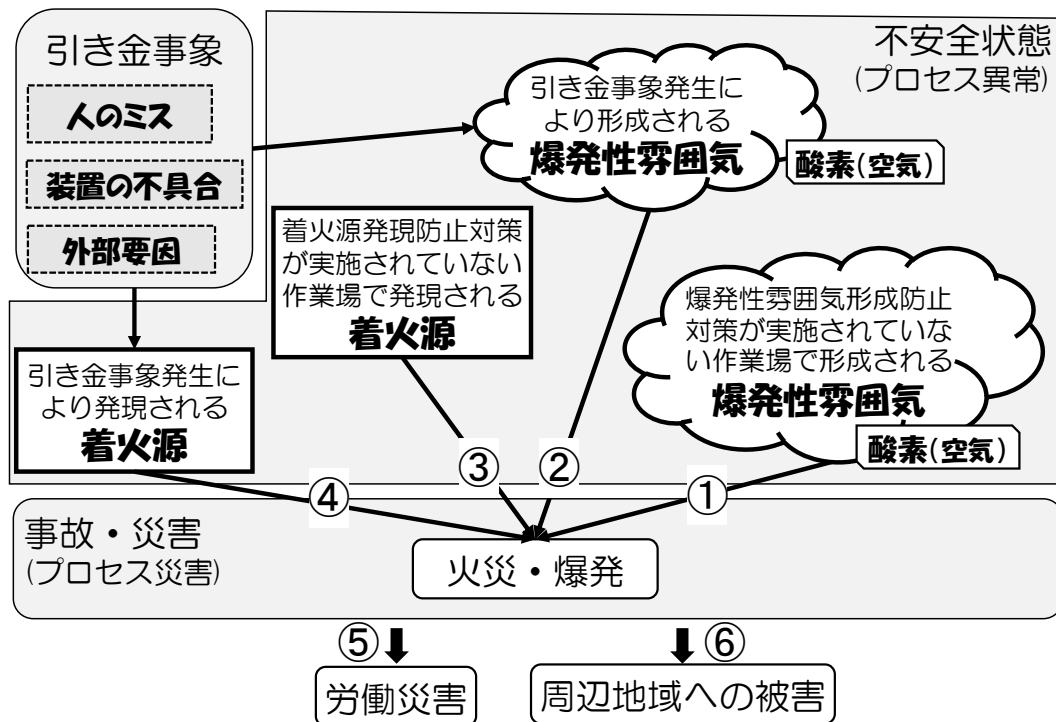 引き金事象
人のミス
装置の不具合
外部要因
不安全状態
(プロセス異常)
引き金事象発生に
より形成される
爆発性雰囲気
酸素(空気)
着火源発現防止対策
が実施されていない
作業場で発現される
着火源
爆発性雰囲気形成防止
対策が実施されていな
い作業場で形成される
爆発性雰囲気
酸素(空気)
引き金事象発生に
より発現される
着火源
④
③
②
①
事故・災害
(プロセス災害)
火災・爆発
⑤
⑥
労働災害
周辺地域への被害